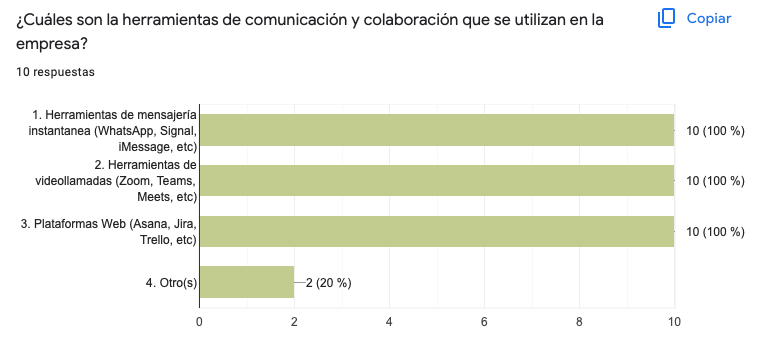 ¿Cuáles son la herramientas de comunicación y colaboración que se utilizan en la
empresa?
Copiar
10 respuestas
1. Herramientas de mensajería
instantanea (WhatsApp, Signal,
iMessage, etc)
10 (100 %)
2. Herramientas de
videollamadas (Zoom, Teams,
Meets, etc)
10 (100 %)
3. Plataformas Web (Asana, Jira,
Trello, etc)
10 (100 %)
4. Otro(s)
2 (20 %)
0 2 4 6 8 10